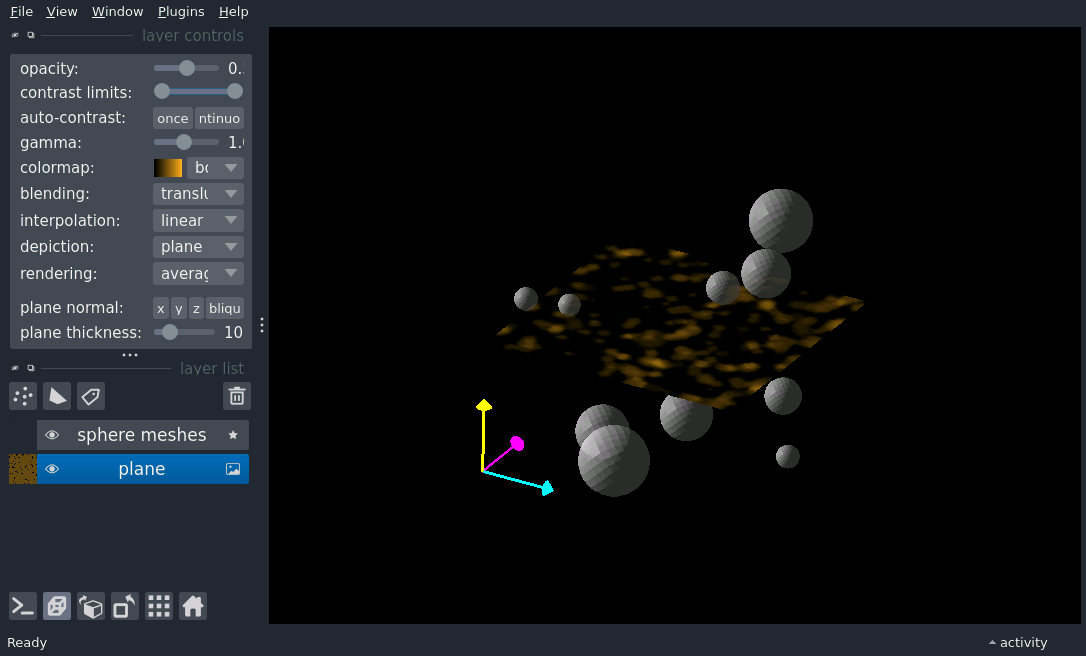 File View Window Plugins Help
layer controls
opacity: 0.
contrast limits:
auto-contrast: once ntinuo
gamma: 1.
colormap: bo
blending: translu
interpolation: linear
depiction: plane
rendering: averag
plane normal: x y z bliqu
plane thickness: 10
layer list
sphere meshes
plane
Ready
activity